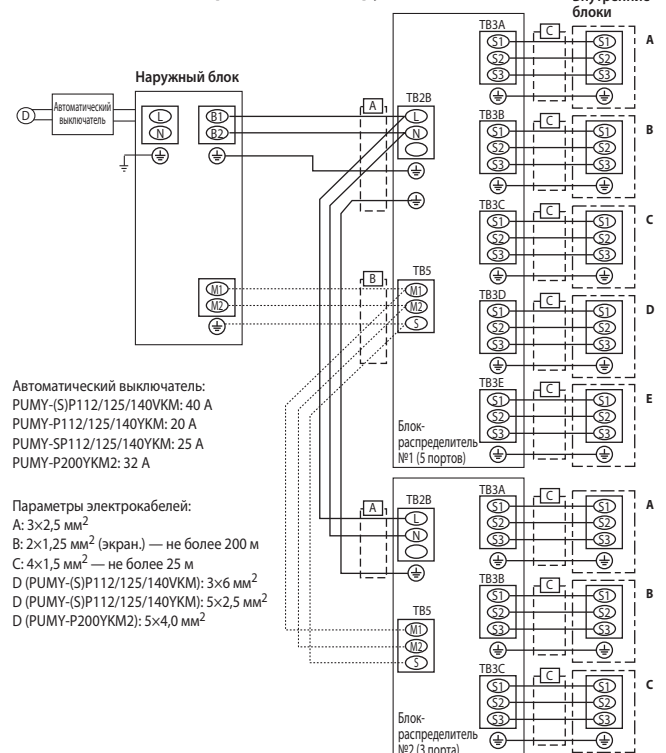 Внутренние
блоки
Наружный блок
D
Автоматический
выключатель
L
N
B1
B2
M1
M2
A
TB2B
L
N
B
TB5
M1
M2
S
TB3A
S1
S2
S3
C
S1
S2
S3
A
TB3B
S1
S2
S3
C
S1
S2
S3
B
TB3C
S1
S2
S3
C
S1
S2
S3
C
TB3D
S1
S2
S3
C
S1
S2
S3
D
TB3E
S1
S2
S3
C
S1
S2
S3
E
Блок-
распределитель
№1 (5 портов)
Автоматический выключатель:
PUMY-(S)P112/125/140VKM: 40 А
PUMY-P112/125/140YKM: 20 А
PUMY-SP112/125/140YKM: 25 А
PUMY-P200YKM2: 32 А
Параметры электрокабелей:
A: 3×2,5 мм²
B: 2×1,25 мм² (экран.) — не более 200 м
C: 4×1,5 мм² — не более 25 м
D (PUMY-(S)P112/125/140VKM): 3×6 мм²
D (PUMY-(S)P112/125/140YKM): 5×2,5 мм²
D (PUMY-P200YKM2): 5×4,0 мм²
A
TB2B
L
N
TB5
M1
M2
S
TB3A
S1
S2
S3
C
S1
S2
S3
A
TB3B
S1
S2
S3
C
S1
S2
S3
B
TB3C
S1
S2
S3
C
S1
S2
S3
C
Блок-
распределитель
№2 (3 порта)